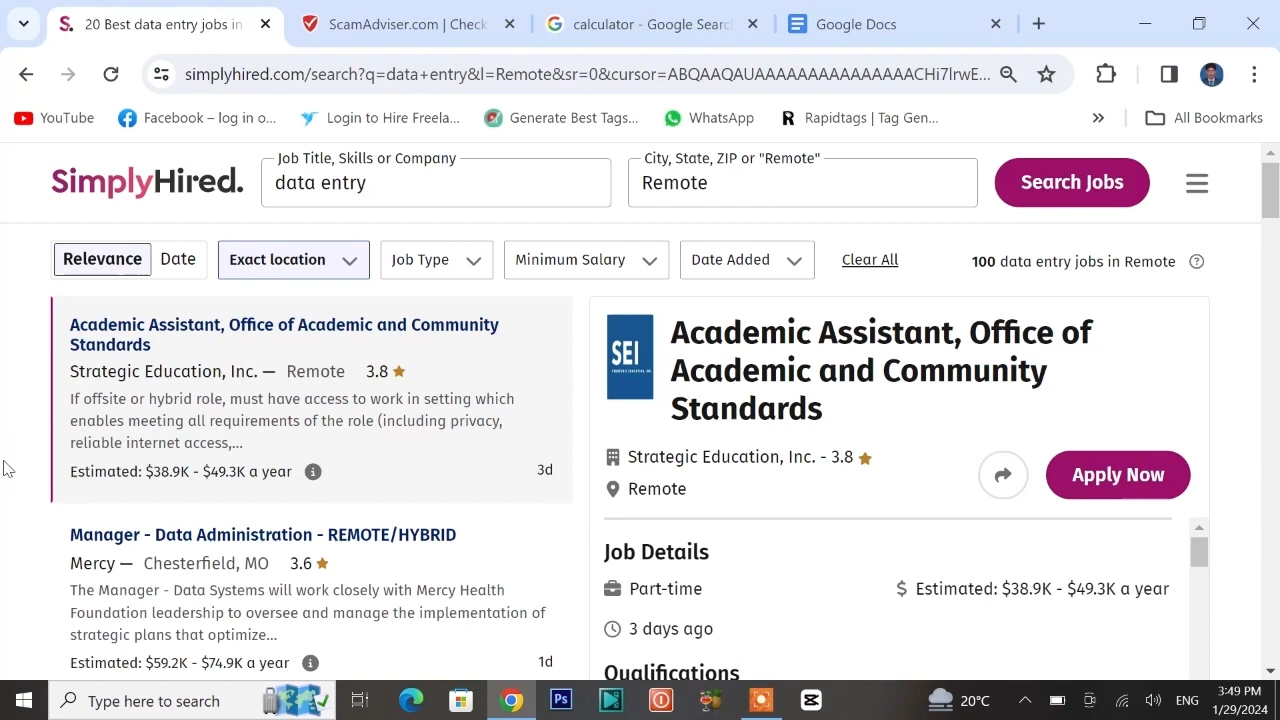 20 Best data entry jobs in
ScamAdviser.com | Check
calculator - Google Searc
Google Docs
simplyhired.com/search?q=data+entry&l=Remote&sr=0&cursor=ABQAAQAUAAAAAAAAAAAAAAAACHi7lrwE...
YouTube
Facebook – log in o...
Login to Hire Freela...
Generate Best Tags...
WhatsApp
R
Rapidtags | Tag Gen...
All Bookmarks
SimplyHired.
Job Title, Skills or Company
data entry
City, State, ZIP or "Remote"
Remote
Search Jobs
Relevance
Date
Exact location
Job Type
Minimum Salary
Date Added
Clear All
100 data entry jobs in Remote
Academic Assistant, Office of Academic and Community
Standards
Strategic Education, Inc. — Remote 3.8
If offsite or hybrid role, must have access to work in setting which
enables meeting all requirements of the role (including privacy,
reliable internet access,...
Estimated: $38.9K - $49.3K a year
3d
Manager - Data Administration - REMOTE/HYBRID
Mercy — Chesterfield, MO 3.6
The Manager - Data Systems will work closely with Mercy Health
Foundation leadership to oversee and manage the implementation of
strategic plans that optimize...
Estimated: $59.2K - $74.9K a year
1d
SEI
Academic Assistant, Office of
Academic and Community
Standards
Strategic Education, Inc. - 3.8
Remote
Apply Now
Job Details
Part-time
$ Estimated: $38.9K - $49.3K a year
3 days ago
Qualifications
Type here to search
Ps
20°C
ENG
3:49 PM
1/29/2024